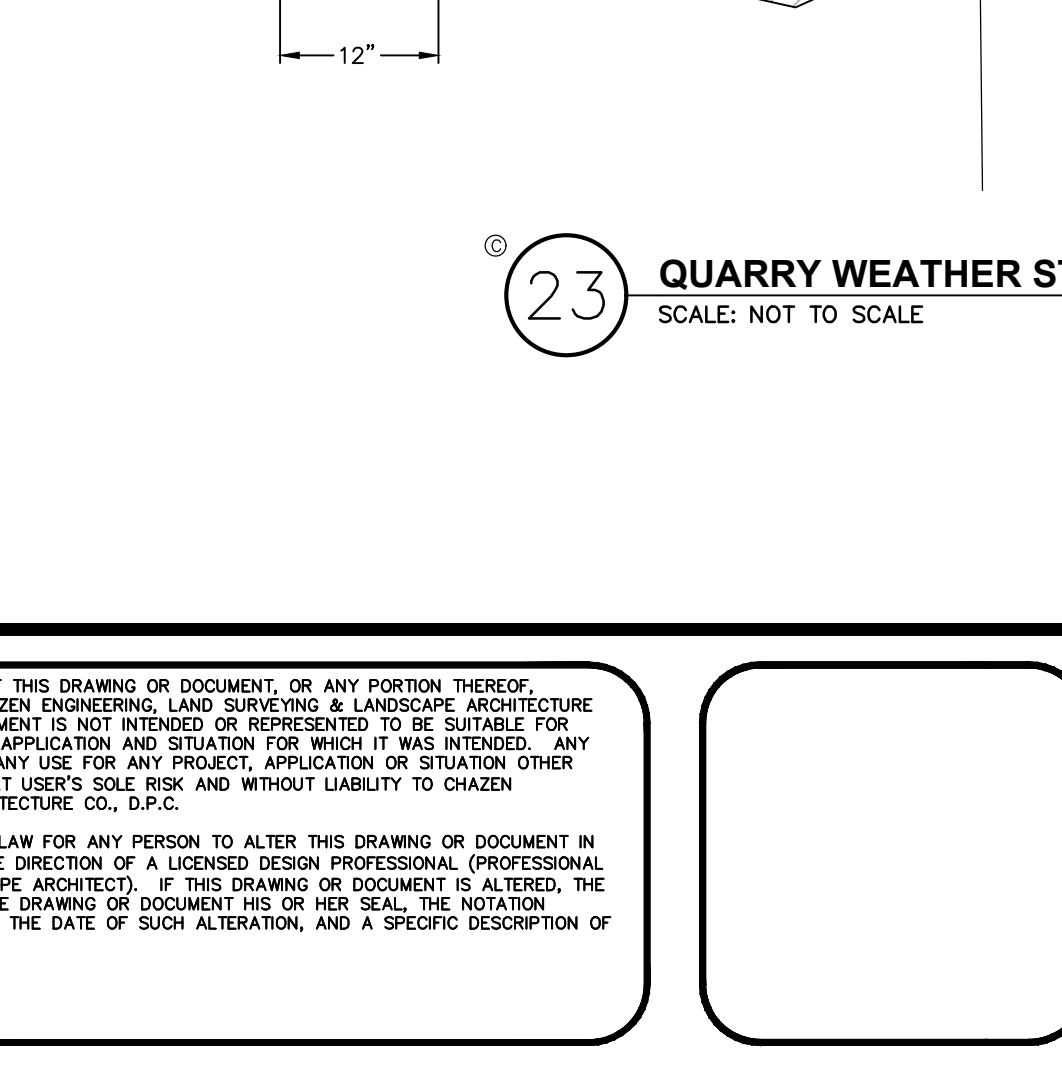 12"
©
23
QUARRY WEATHER
SCALE: NOT TO SCALE
THIS DRAWING OR DOCUMENT, OR ANY PORTION THEREOF,
ZEN ENGINEERING, LAND SURVEYING & LANDSCAPE ARCHITECTURE
MENT IS NOT INTENDED OR REPRESENTED TO BE SUITABLE FOR
APPLICATION AND SITUATION FOR WHICH IT WAS INTENDED. ANY
ANY USE FOR ANY PROJECT, APPLICATION OR SITUATION OTHER
T USER'S SOLE RISK AND WITHOUT LIABILITY TO CHAZEN
TECTURE CO., D.P.C.
LAW FOR ANY PERSON TO ALTER THIS DRAWING OR DOCUMENT IN
E DIRECTION OF A LICENSED DESIGN PROFESSIONAL (PROFESSIONAL
PE ARCHITECT). IF THIS DRAWING OR DOCUMENT IS ALTERED, THE
E DRAWING OR DOCUMENT HIS OR HER SEAL, THE NOTATION
THE DATE OF SUCH ALTERATION, AND A SPECIFIC DESCRIPTION OF